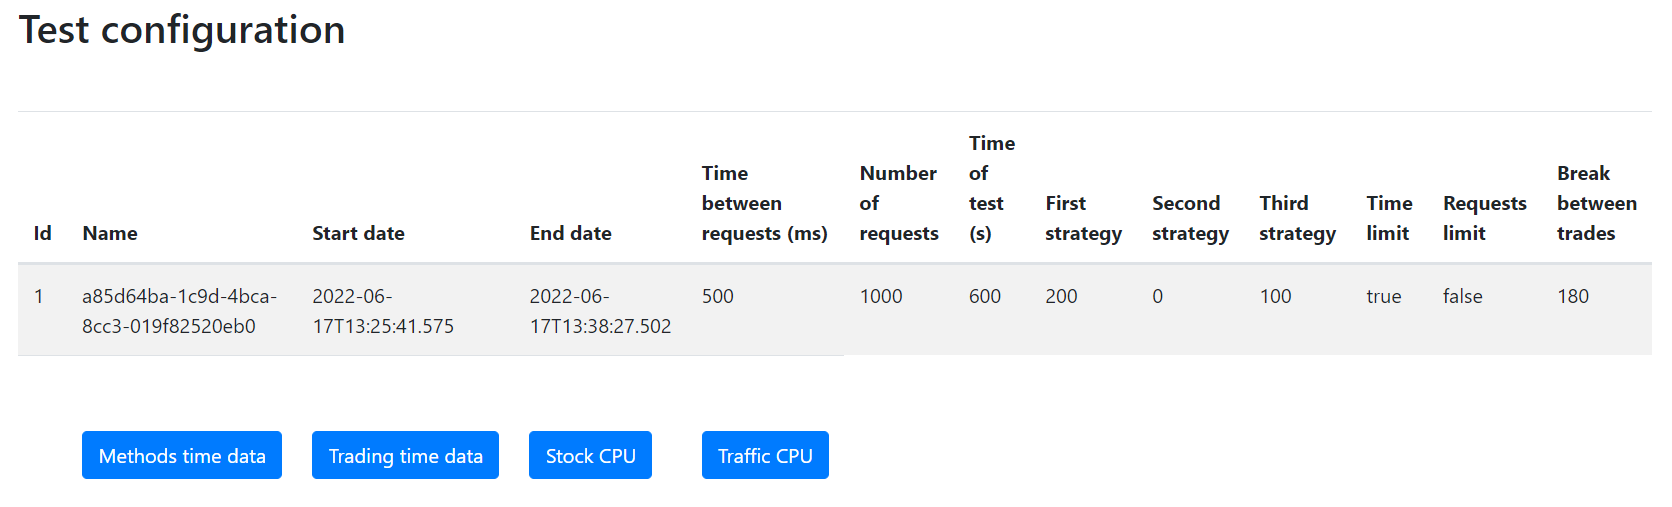 Test configuration
Id Name Start date End date Time between requests (ms) Number of requests Time of test (s) First strategy Second strategy Third strategy Time limit Requests limit Break between trades
1 a85d64ba-1c9d-4bca- 2022-06- 2022-06- 500 1000 600 200 0 100 true false 180
8cc3-019f82520eb0 17T13:25:41.575 17T13:38:27.502
Methods time data Trading time data Stock CPU Traffic CPU